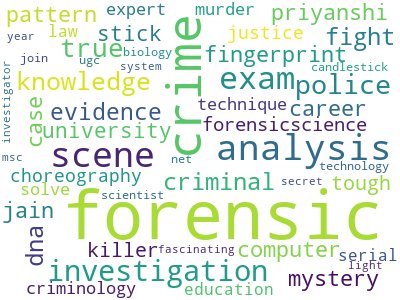 pattern expert murder priyanshi
law stick justice fight
year true crime fingerprint
join ugc biology system exam police candlestick
knowledge technique career
investigator case evidence forensicscience
university
scene analysis
msc choreography net technology
solve scientist criminal secret tough
jain forensic
dna killer fascinating computer serial
investigation light mystery
criminology education